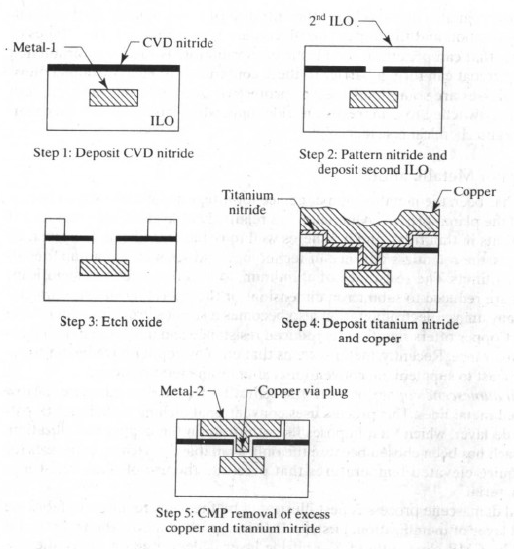 Metal-1
CVD nitride
ILO
Step 1: Deposit CVD nitride
2nd ILO
Step 2: Pattern nitride and
deposit second ILO
Step 3: Etch oxide
Titanium
nitride
Copper
Step 4: Deposit titanium nitride
and copper
Metal-2
Copper via plug
Step 5: CMP removal of excess
copper and titanium nitride